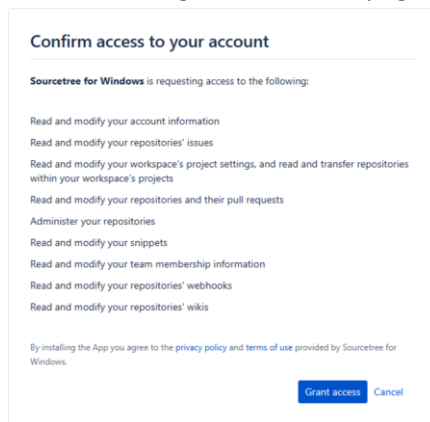 Confirm access to your account
Sourcetree for Windows is requesting access to the following:
Read and modify your account information
Read and modify your repositories' issues
Read and modify your workspace's project settings, and read and transfer repositories
within your workspace's projects
Read and modify your repositories and their pull requests
Administer your repositories
Read and modify your snippets
Read and modify your team membership information
Read and modify your repositories' webhooks
Read and modify your repositories' wikis
By installing the App you agree to the privacy policy and terms of use provided by Sourcetree for
Windows.
Grant access Cancel